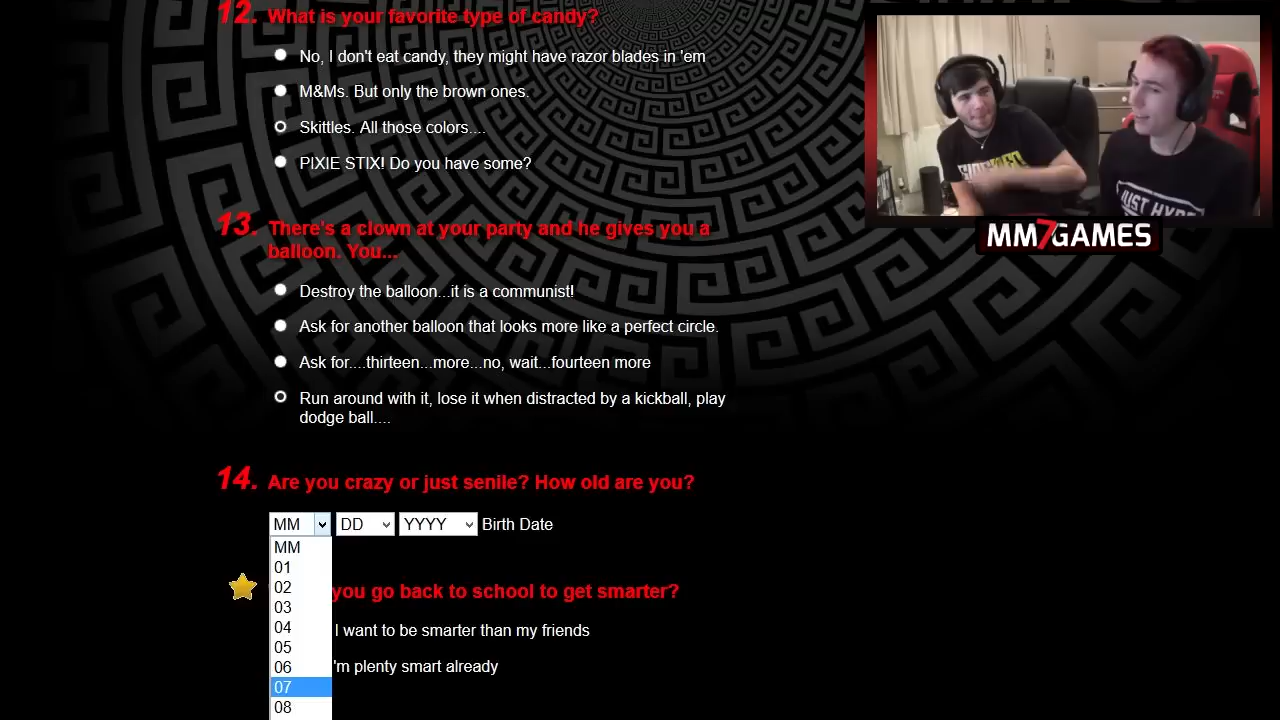 12. What is your favorite type of candy?
No, I don't eat candy, they might have razor blades in 'em
M&Ms. But only the brown ones.
Skittles. All those colors....
PIXIE STIX! Do you have some?
13. There's a clown at your party and he gives you a
balloon. You...
Destroy the balloon...it is a communist!
Ask for another balloon that looks more like a perfect circle.
Ask for....thirteen...more...no, wait...fourteen more
Run around with it, lose it when distracted by a kickball, play
dodge ball....
14. Are you crazy or just senile? How old are you?
MM DD YYYY Birth Date
MM
01
02
03
04
05
06
07
08
you go back to school to get smarter?
I want to be smarter than my friends
'm plenty smart already
MM7GAMES
JUST HYPE